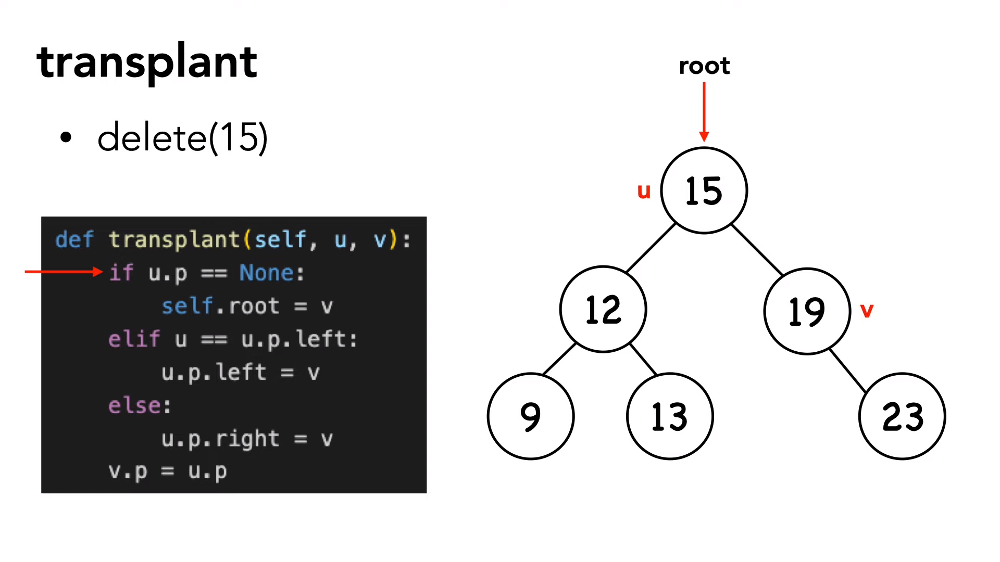 transplant
• delete(15)
def transplant(self, u, v):
    if u.p == None:
        self.root = v
    elif u == u.p.left:
        u.p.left = v
    else:
        u.p.right = v
    v.p = u.p
root
u
15
12
19
v
9
13
23